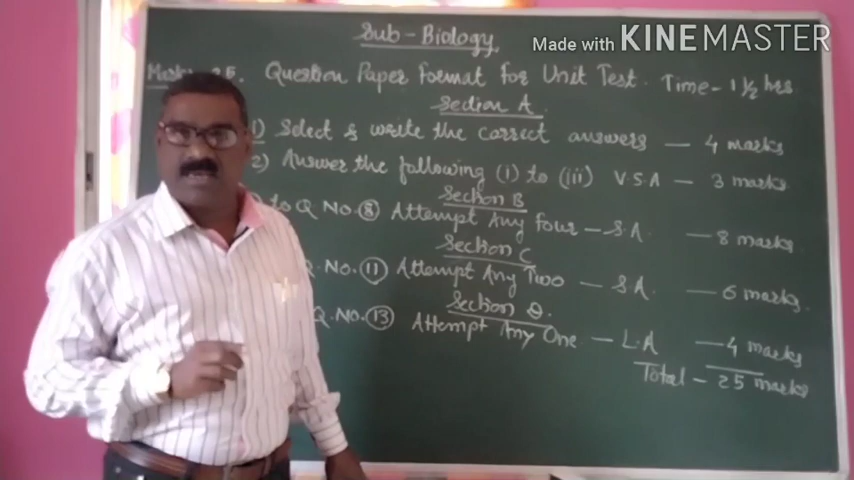 Sub - Biology
Made with KINEMASTER
Marks 25. Question Paper Format for Unit Test. Time - 1 1/2 hrs
Section A
1) Select & write the correct answers — 4 marks
2) Answer the following (i) to (iii) V.S.A — 3 marks
Section B
to Q NO. 8 Attempt Any four — S.A. — 8 marks
Section C
Q.NO. 11 Attempt Any Two — S A. — 6 marks
Section D.
Q.NO. 13 Attempt Any One — L.A — 4 marks
Total - 25 marks